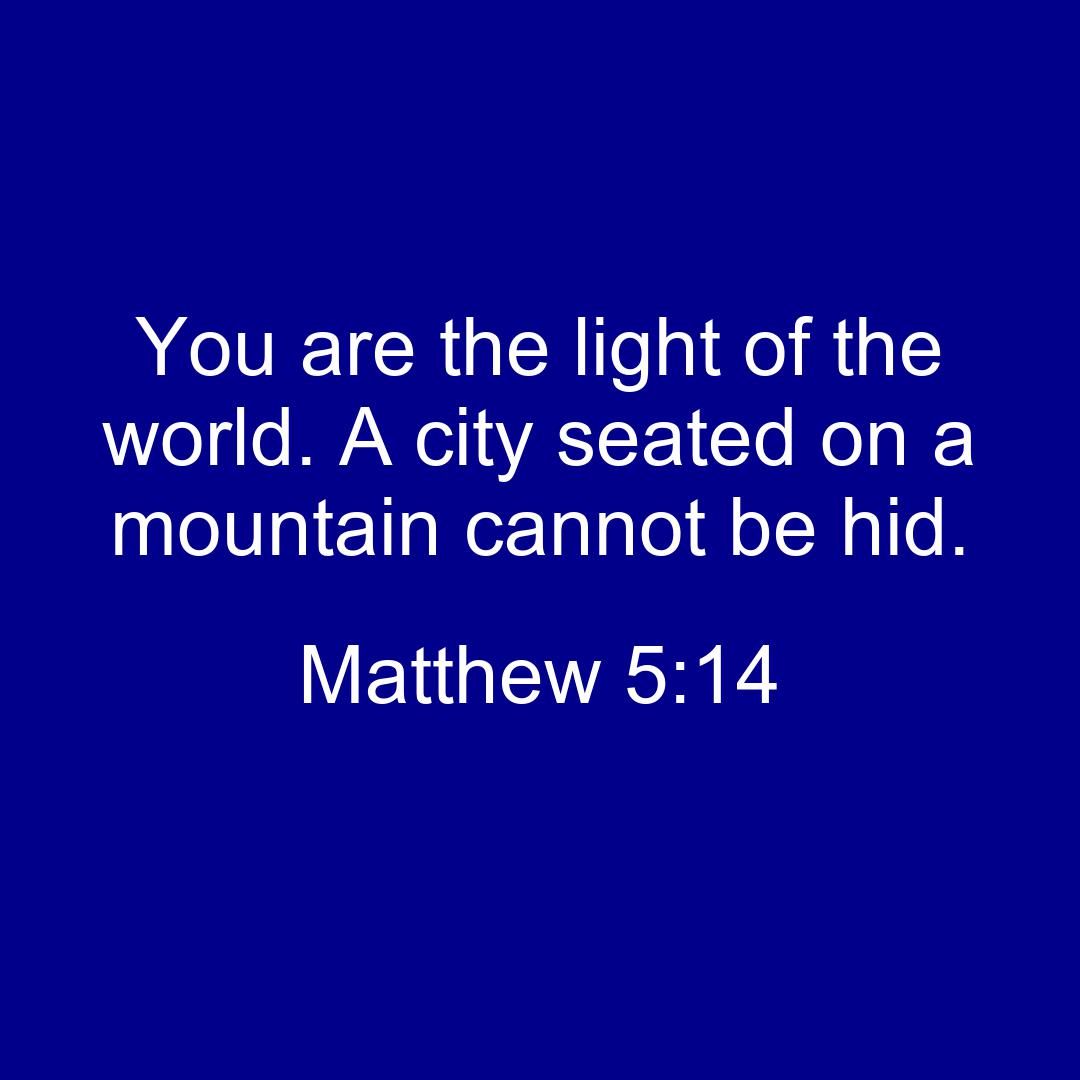 You are the light of the
world. A city seated on a
mountain cannot be hid.
Matthew 5:14